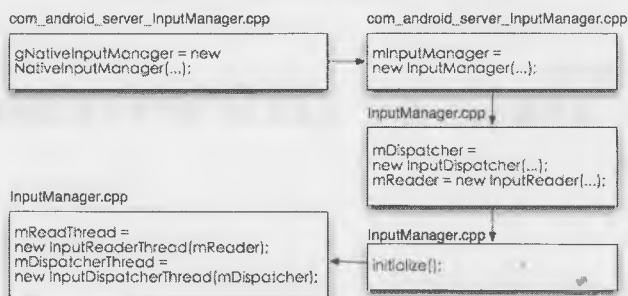 com_android_server_InputManager.cpp
gNativeInputManager = new
NativeInputManager(...);
com_android_server_InputManager.cpp
mInputManager =
new InputManager(...);
InputManager.cpp
mDispatcher =
new InputDispatcher(...);
mReader = new InputReader(...);
InputManager.cpp
initialize();
InputManager.cpp
mReadThread =
new InputReaderThread(mReader);
mDispatcherThread =
new InputDispatcherThread(mDispatcher);